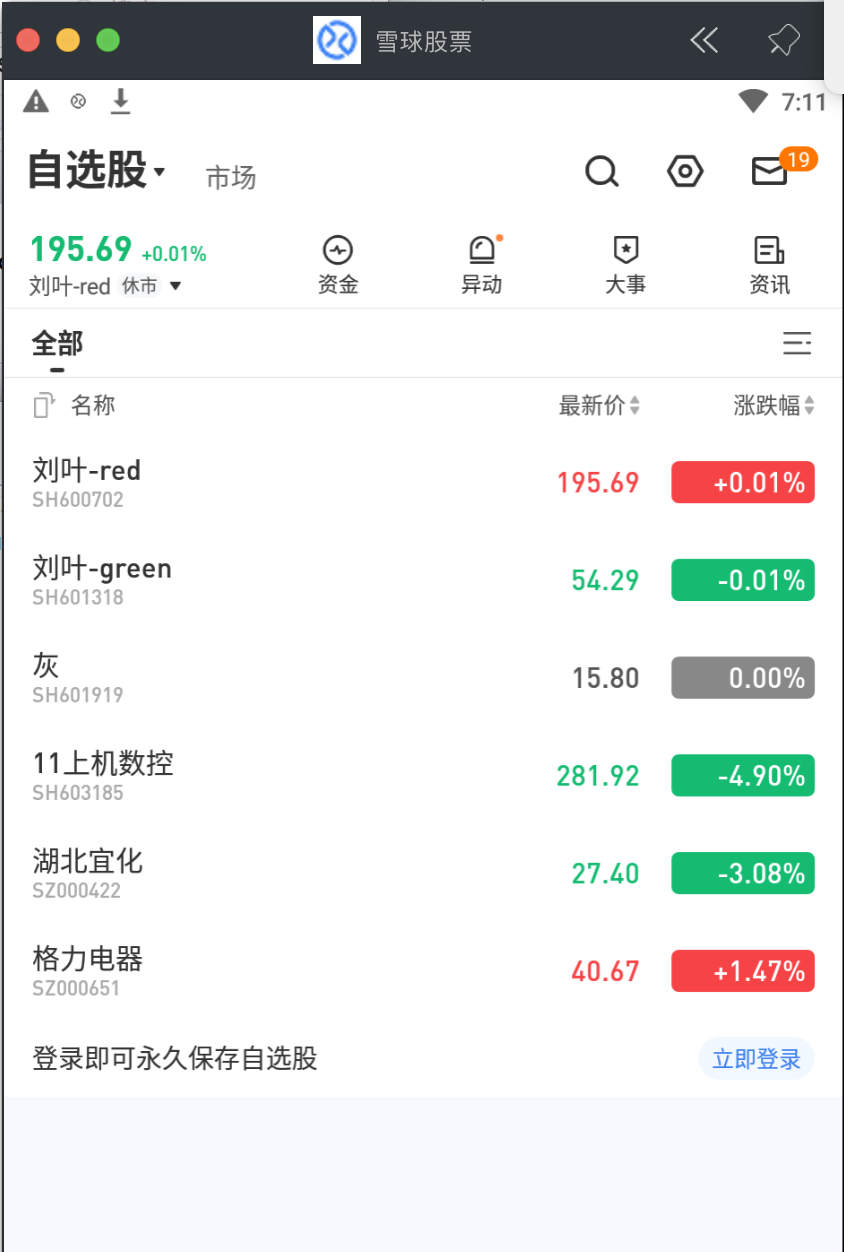 雪球股票
7:11
自选股 市场 19
195.69 +0.01%
刘叶-red 休市 资金 异动 大事 资讯
全部
名称 最新价 涨跌幅
刘叶-red 195.69 +0.01%
SH600702
刘叶-green 54.29 -0.01%
SH601318
灰 15.80 0.00%
SH601919
11上机数控 281.92 -4.90%
SH603185
湖北宜化 27.40 -3.08%
SZ000422
格力电器 40.67 +1.47%
SZ000651
登录即可永久保存自选股 立即登录